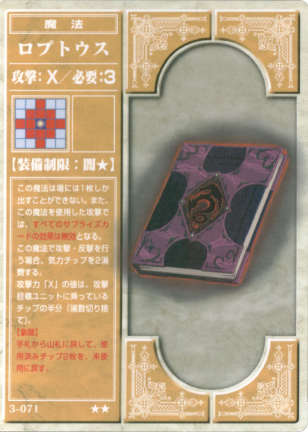 魔法
ロプトウス
攻撃：X／必要：3
【装備制限：闇★】
この魔法は場には1枚しか
出すことができない。また、
この魔法を使用した攻撃で
は、すべてのサプライズカ
ードの効果は無効となる。
この魔法で攻撃・反撃を行
う場合、気力チップを2消
費する。
攻撃力「X」の値は、攻撃
目標ユニットに乗っている
チップの半分（端数切り捨
て）。
手札から山札に戻して、使
用済みチップ2枚を、未使
用に戻す。
3-071
★★